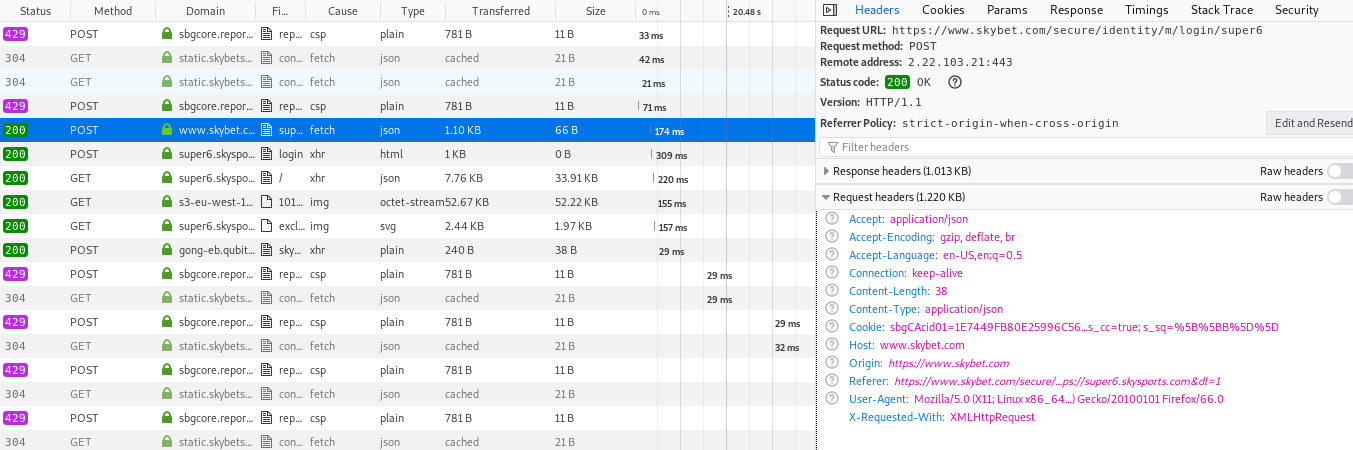 Status Method Domain Fi... Cause Type Transferred Size 0 ms 20.48 s
429 POST sbgcore.repor... rep... csp plain 781 B 11 B 33 ms
304 GET static.skybets... con... fetch json cached 21 B 42 ms
304 GET static.skybets... con... fetch json cached 21 B 21 ms
429 POST sbgcore.repor... rep... csp plain 781 B 11 B 71 ms
200 POST www.skybet.c... sup... fetch json 1.10 KB 66 B 174 ms
200 POST super6.skyspo... login xhr html 1 KB 0 B 309 ms
200 GET super6.skyspo... / xhr json 7.76 KB 33.91 KB 220 ms
200 GET s3-eu-west-1... 101... img octet-stream 52.67 KB 52.22 KB 155 ms
200 GET super6.skyspo... excl... img svg 2.44 KB 1.97 KB 157 ms
200 POST gong-eb.qubit... sky... xhr plain 240 B 38 B 29 ms
429 POST sbgcore.repor... rep... csp plain 781 B 11 B 29 ms
304 GET static.skybets... con... fetch json cached 21 B 29 ms
429 POST sbgcore.repor... rep... csp plain 781 B 11 B 29 ms
304 GET static.skybets... con... fetch json cached 21 B 32 ms
429 POST sbgcore.repor... rep... csp plain 781 B 11 B
304 GET static.skybets... con... fetch json cached 21 B
429 POST sbgcore.repor... rep... csp plain 781 B 11 B
304 GET static.skybets... con... fetch json cached 21 B
Headers Cookies Params Response Timings Stack Trace Security
Request URL: https://www.skybet.com/secure/identity/m/login/super6
Request method: POST
Remote address: 2.22.103.21:443
Status code: 200 OK
Version: HTTP/1.1
Referrer Policy: strict-origin-when-cross-origin Edit and Resend
Filter headers
Response headers (1.013 KB) Raw headers
Request headers (1.220 KB) Raw headers
Accept: application/json
Accept-Encoding: gzip, deflate, br
Accept-Language: en-US,en;q=0.5
Connection: keep-alive
Content-Length: 38
Content-Type: application/json
Cookie: sbgCAcid01=1E7449FB80E25996C56...s_cc=true; s_sq=%5B%5BB%5D%5D
Host: www.skybet.com
Origin: https://www.skybet.com
Referer: https://www.skybet.com/secure/...ps://super6.skysports.com&dl=1
User-Agent: Mozilla/5.0 (X11; Linux x86_64...) Gecko/20100101 Firefox/66.0
X-Requested-With: XMLHttpRequest